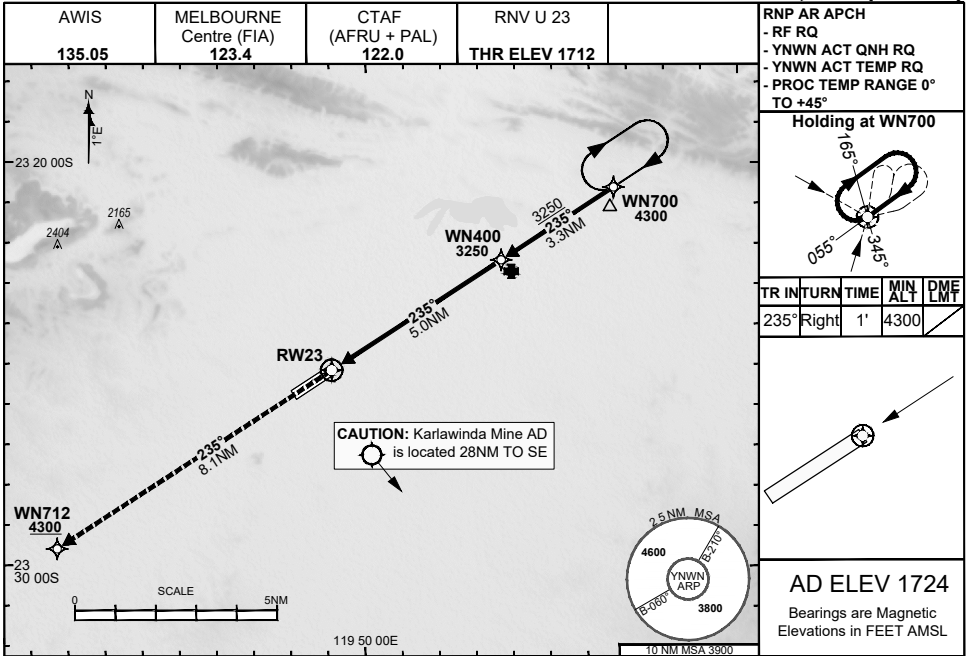 AWIS
135.05
MELBOURNE
Centre (FIA)
123.4
CTAF
(AFRU + PAL)
122.0
RNV U 23
THR ELEV 1712
RNP AR APCH
- RF RQ
- YNWN ACT QNH RQ
- YNWN ACT TEMP RQ
- PROC TEMP RANGE 0°
TO +45°
N
1°E
23 20 00S
2165
2404
WN700
4300
3250
235°
3.3NM
WN400
3250
235°
5.0NM
RW23
CAUTION: Karlawinda Mine AD
is located 28NM TO SE
235°
8.1NM
WN712
4300
23
30 00S
SCALE
0
5NM
119 50 00E
25NM MSA
4600
B-210°
YNWN
ARP
B-060°
3800
10 NM MSA 3900
Holding at WN700
165°
055°
345°
TR IN TURN TIME MIN ALT DME LMT
235° Right 1' 4300
AD ELEV 1724
Bearings are Magnetic
Elevations in FEET AMSL